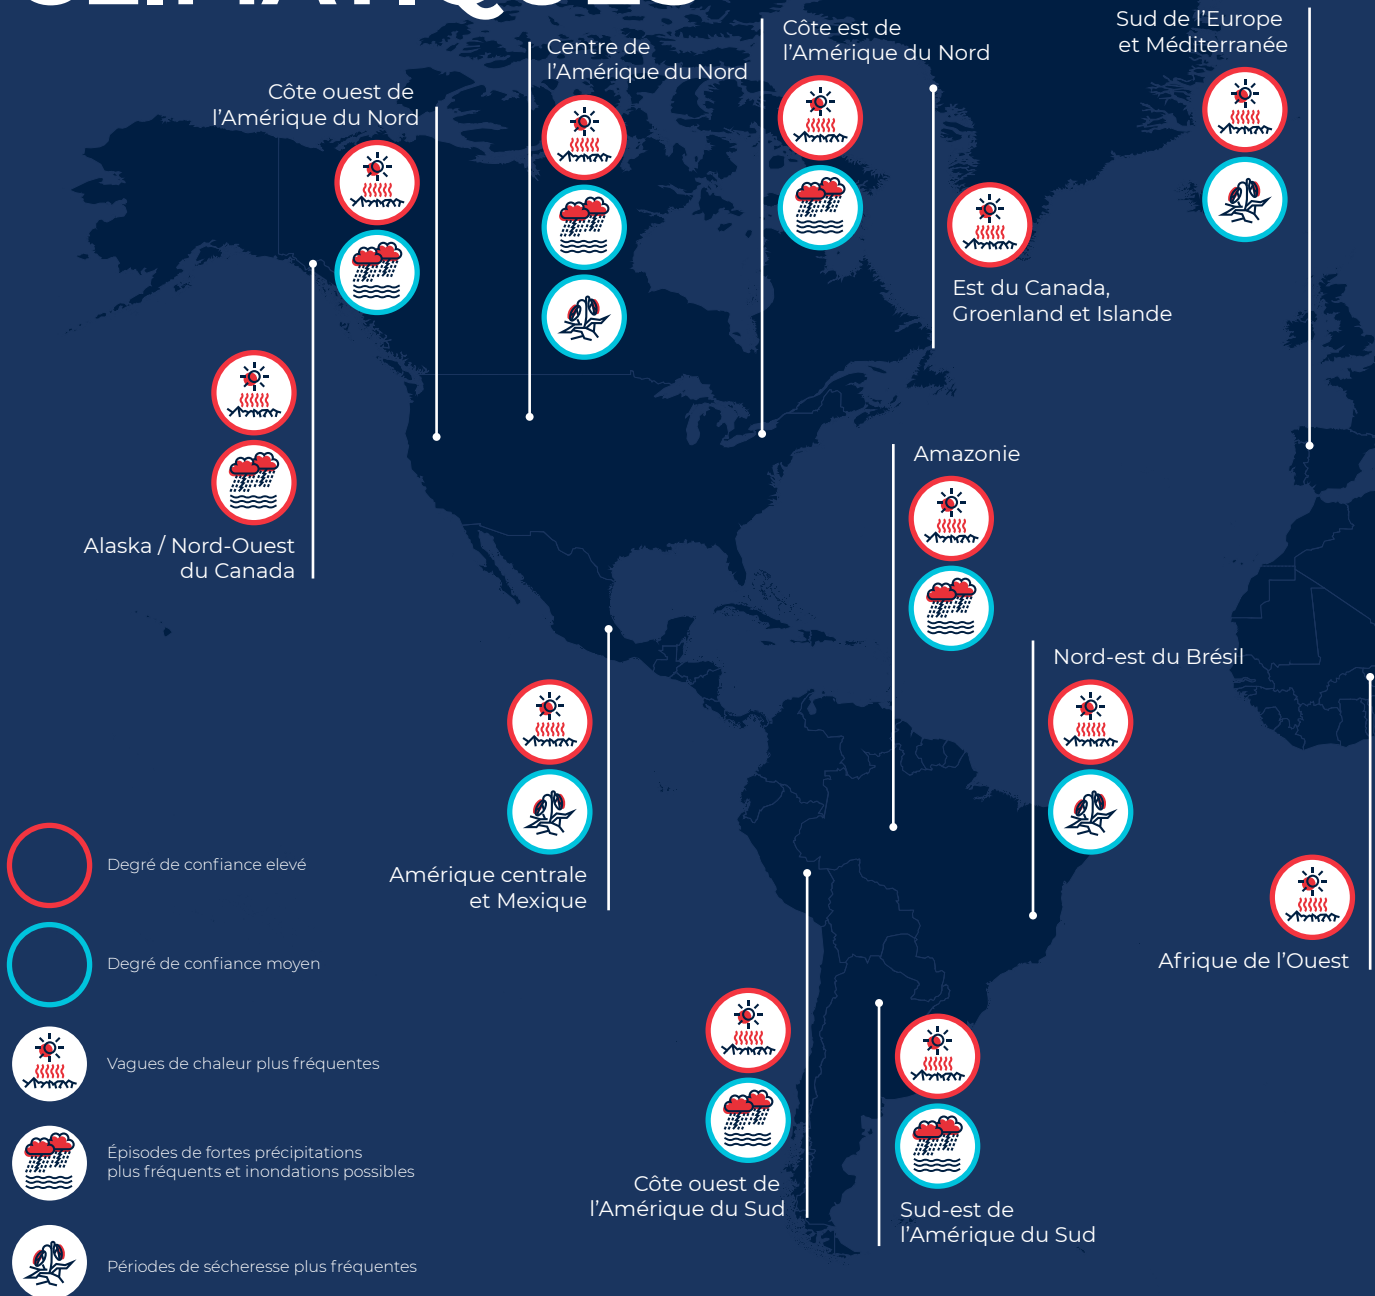 CLIMATIQUES
Côte ouest de
l’Amérique du Nord
Centre de
l’Amérique du Nord
Côte est de
l’Amérique du Nord
Sud de l’Europe
et Méditerranée
Est du Canada,
Groenland et Islande
Alaska / Nord-Ouest
du Canada
Amazonie
Nord-est du Brésil
Amérique centrale
et Mexique
Afrique de l’Ouest
Côte ouest de
l’Amérique du Sud
Sud-est de
l’Amérique du Sud
Degré de confiance elevé
Degré de confiance moyen
Vagues de chaleur plus fréquentes
Épisodes de fortes précipitations
plus fréquents et inondations possibles
Périodes de sécheresse plus fréquentes